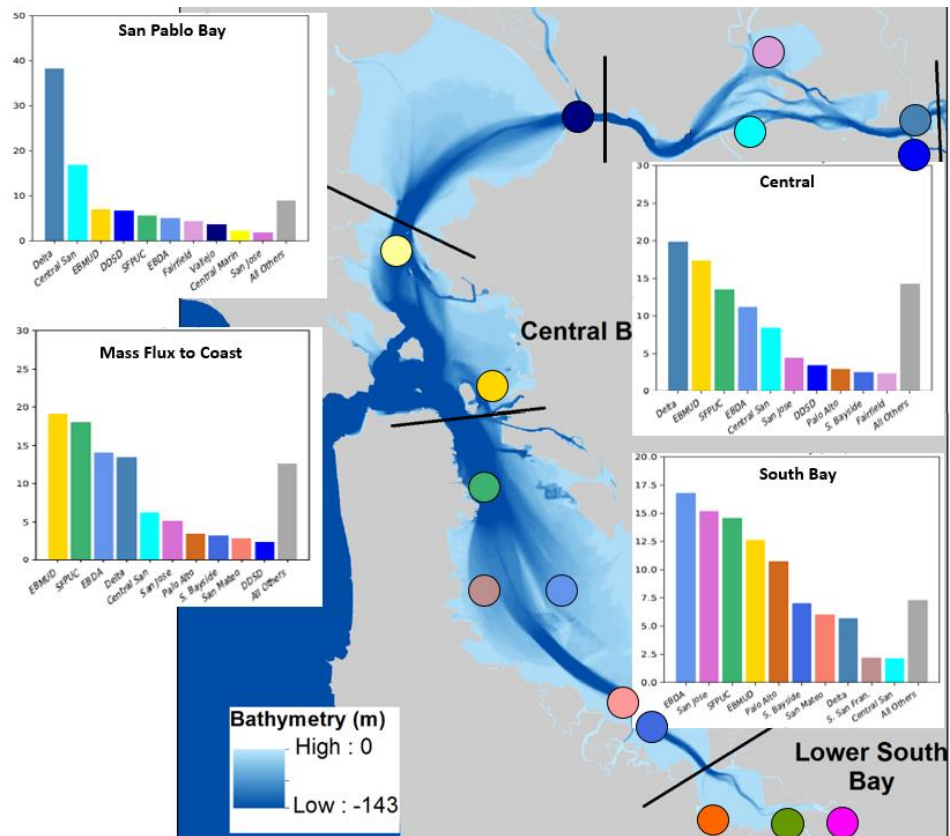 50
40
30
20
10
0
San Pablo Bay
Delta
Central San
EBMUD
DDSD
SFPUC
EBDA
Fairfield
Vallejo
Central Marin
San Jose
All Others
30
25
20
15
10
5
0
Central
Delta
EBMUD
SFPUC
EBDA
Central San
San Jose
DDSD
Palo Alto
S. Bayside
Fairfield
All Others
Central B
30
25
20
15
10
5
0
Mass Flux to Coast
EBMUD
SFPUC
EBDA
Delta
Central San
San Jose
Palo Alto
S. Bayside
San Mateo
DDSD
All Others
20.0
17.5
15.0
12.5
10.0
7.5
5.0
2.5
0.0
South Bay
EBDA
San Jose
SFPUC
EBMUD
Palo Alto
S. Bayside
San Mateo
Delta
S. San Fran.
Central San
All Others
Bathymetry (m)
High : 0
Low : -143
Lower South
Bay